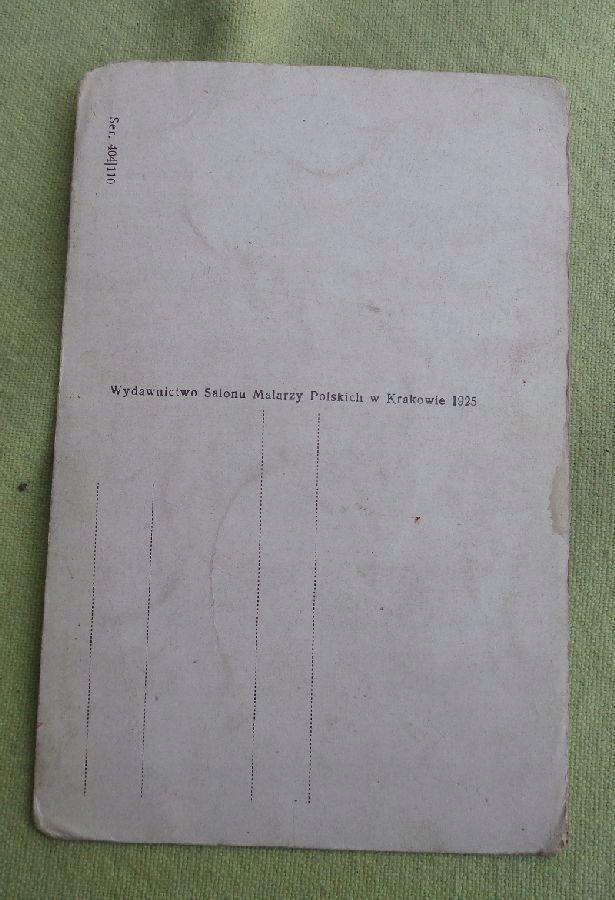 Ser. 404|110
Wydawnictwo Salonu Malarzy Polskich w Krakowie 1925